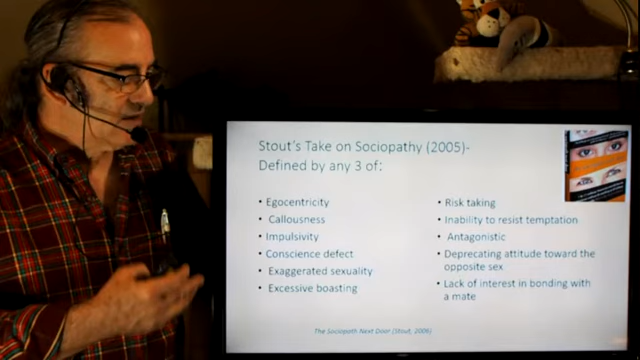 Stout's Take on Sociopathy (2005)-
Defined by any 3 of:
• Egocentricity
• Callousness
• Impulsivity
• Conscience defect
• Exaggerated sexuality
• Excessive boasting
• Risk taking
• Inability to resist temptation
• Antagonistic
• Deprecating attitude toward the
opposite sex
• Lack of interest in bonding with
a mate
The Sociopath Next Door (Stout, 2006)